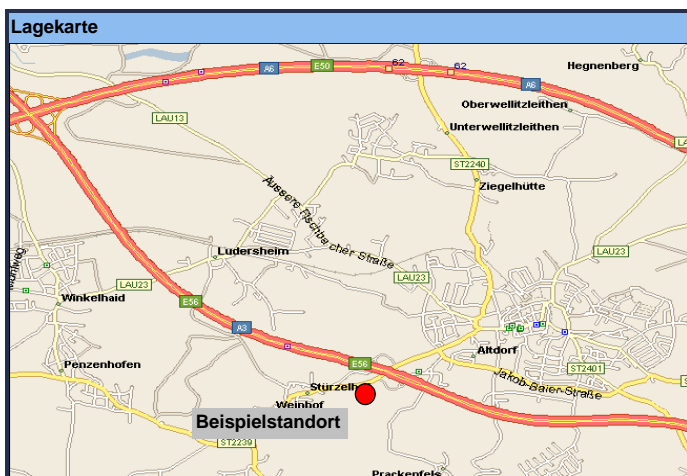 Lagekarte
62
62
Hegnenberg
A6
E50
A6
Oberwellitzleithen
LAU13
Unterwellitzleithen
ST2240
Ziegelhütte
Äussere Fischbacher Straße
Ludersheim
LAU23
LAU23
LAU23
Winkelhaid
E56
A3
Altdorf
Penzenhofen
E56
ST2401
Jakob-Baier-Straße
Weinhof
Beispielstandort
ST2239
Prackenfels